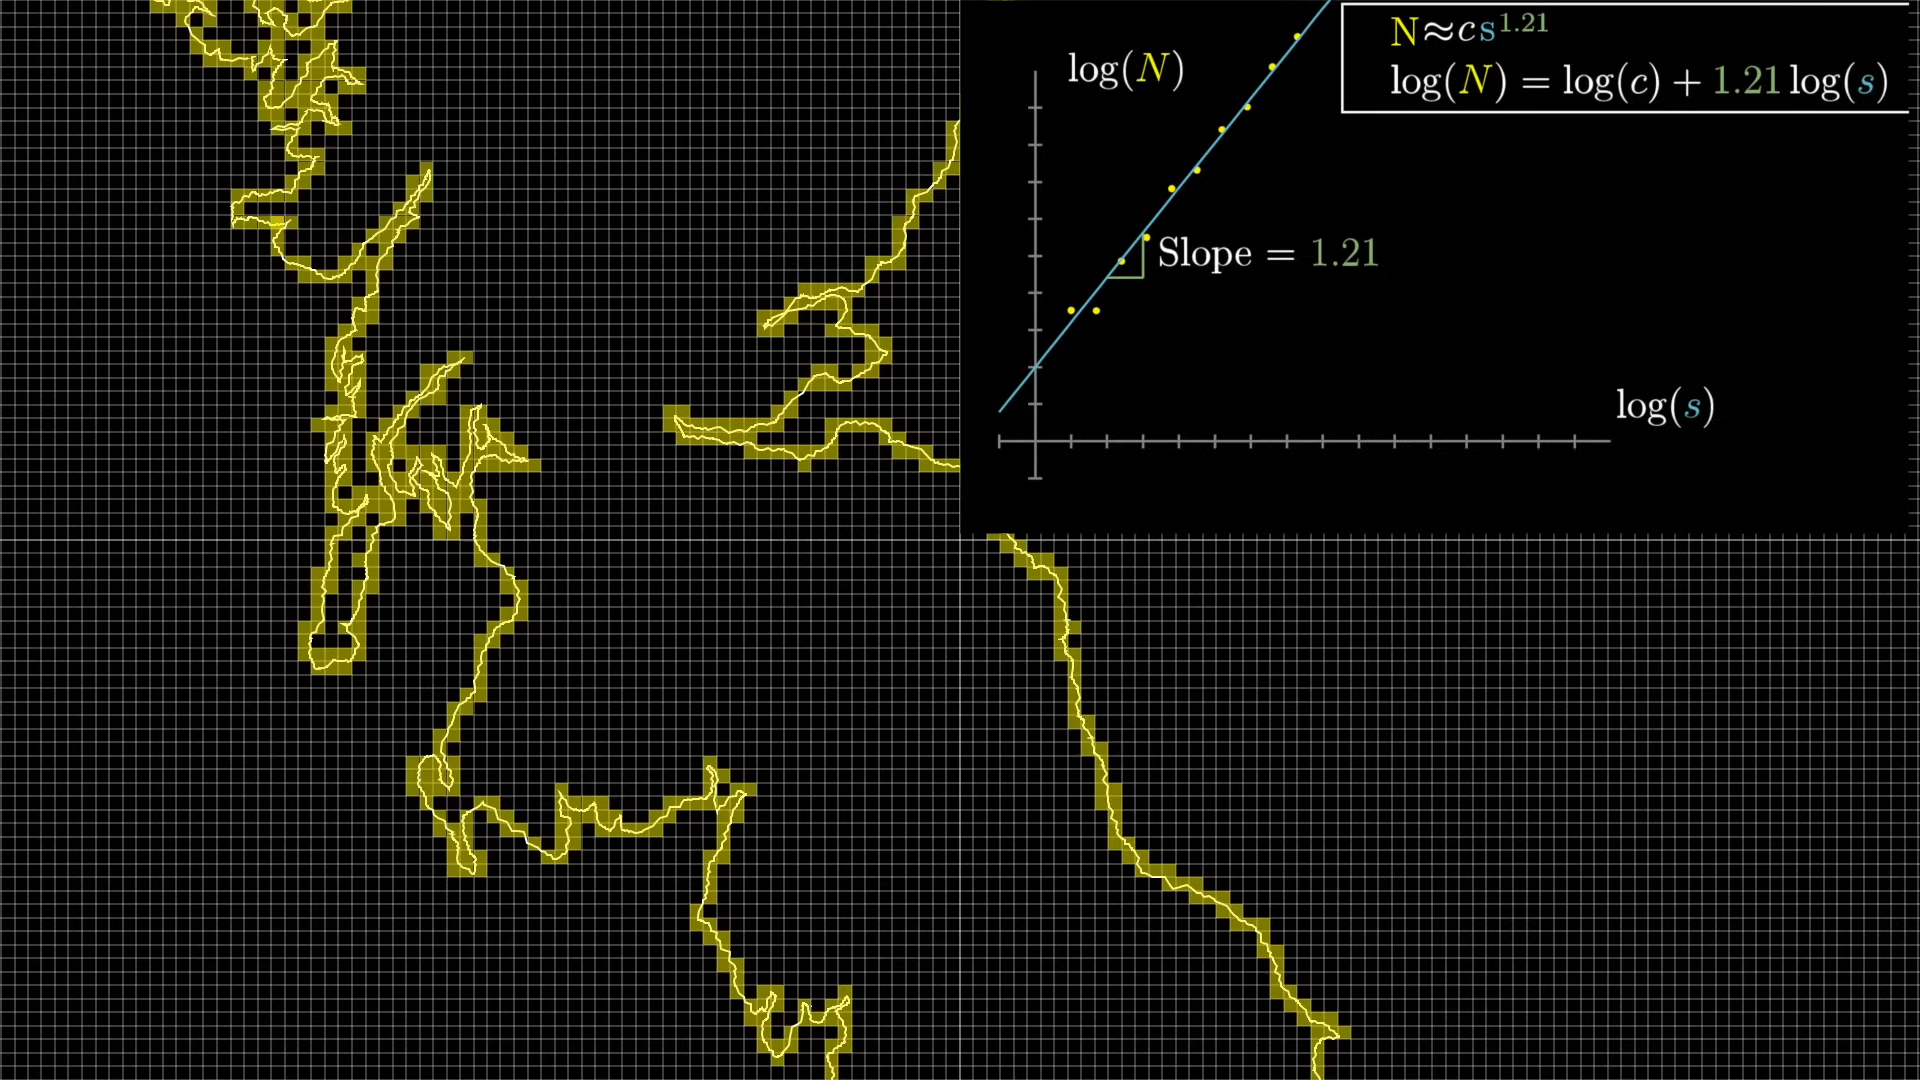 N≈cs^1.21
log(N) = log(c) + 1.21 log(s)
log(N)
Slope = 1.21
log(s)